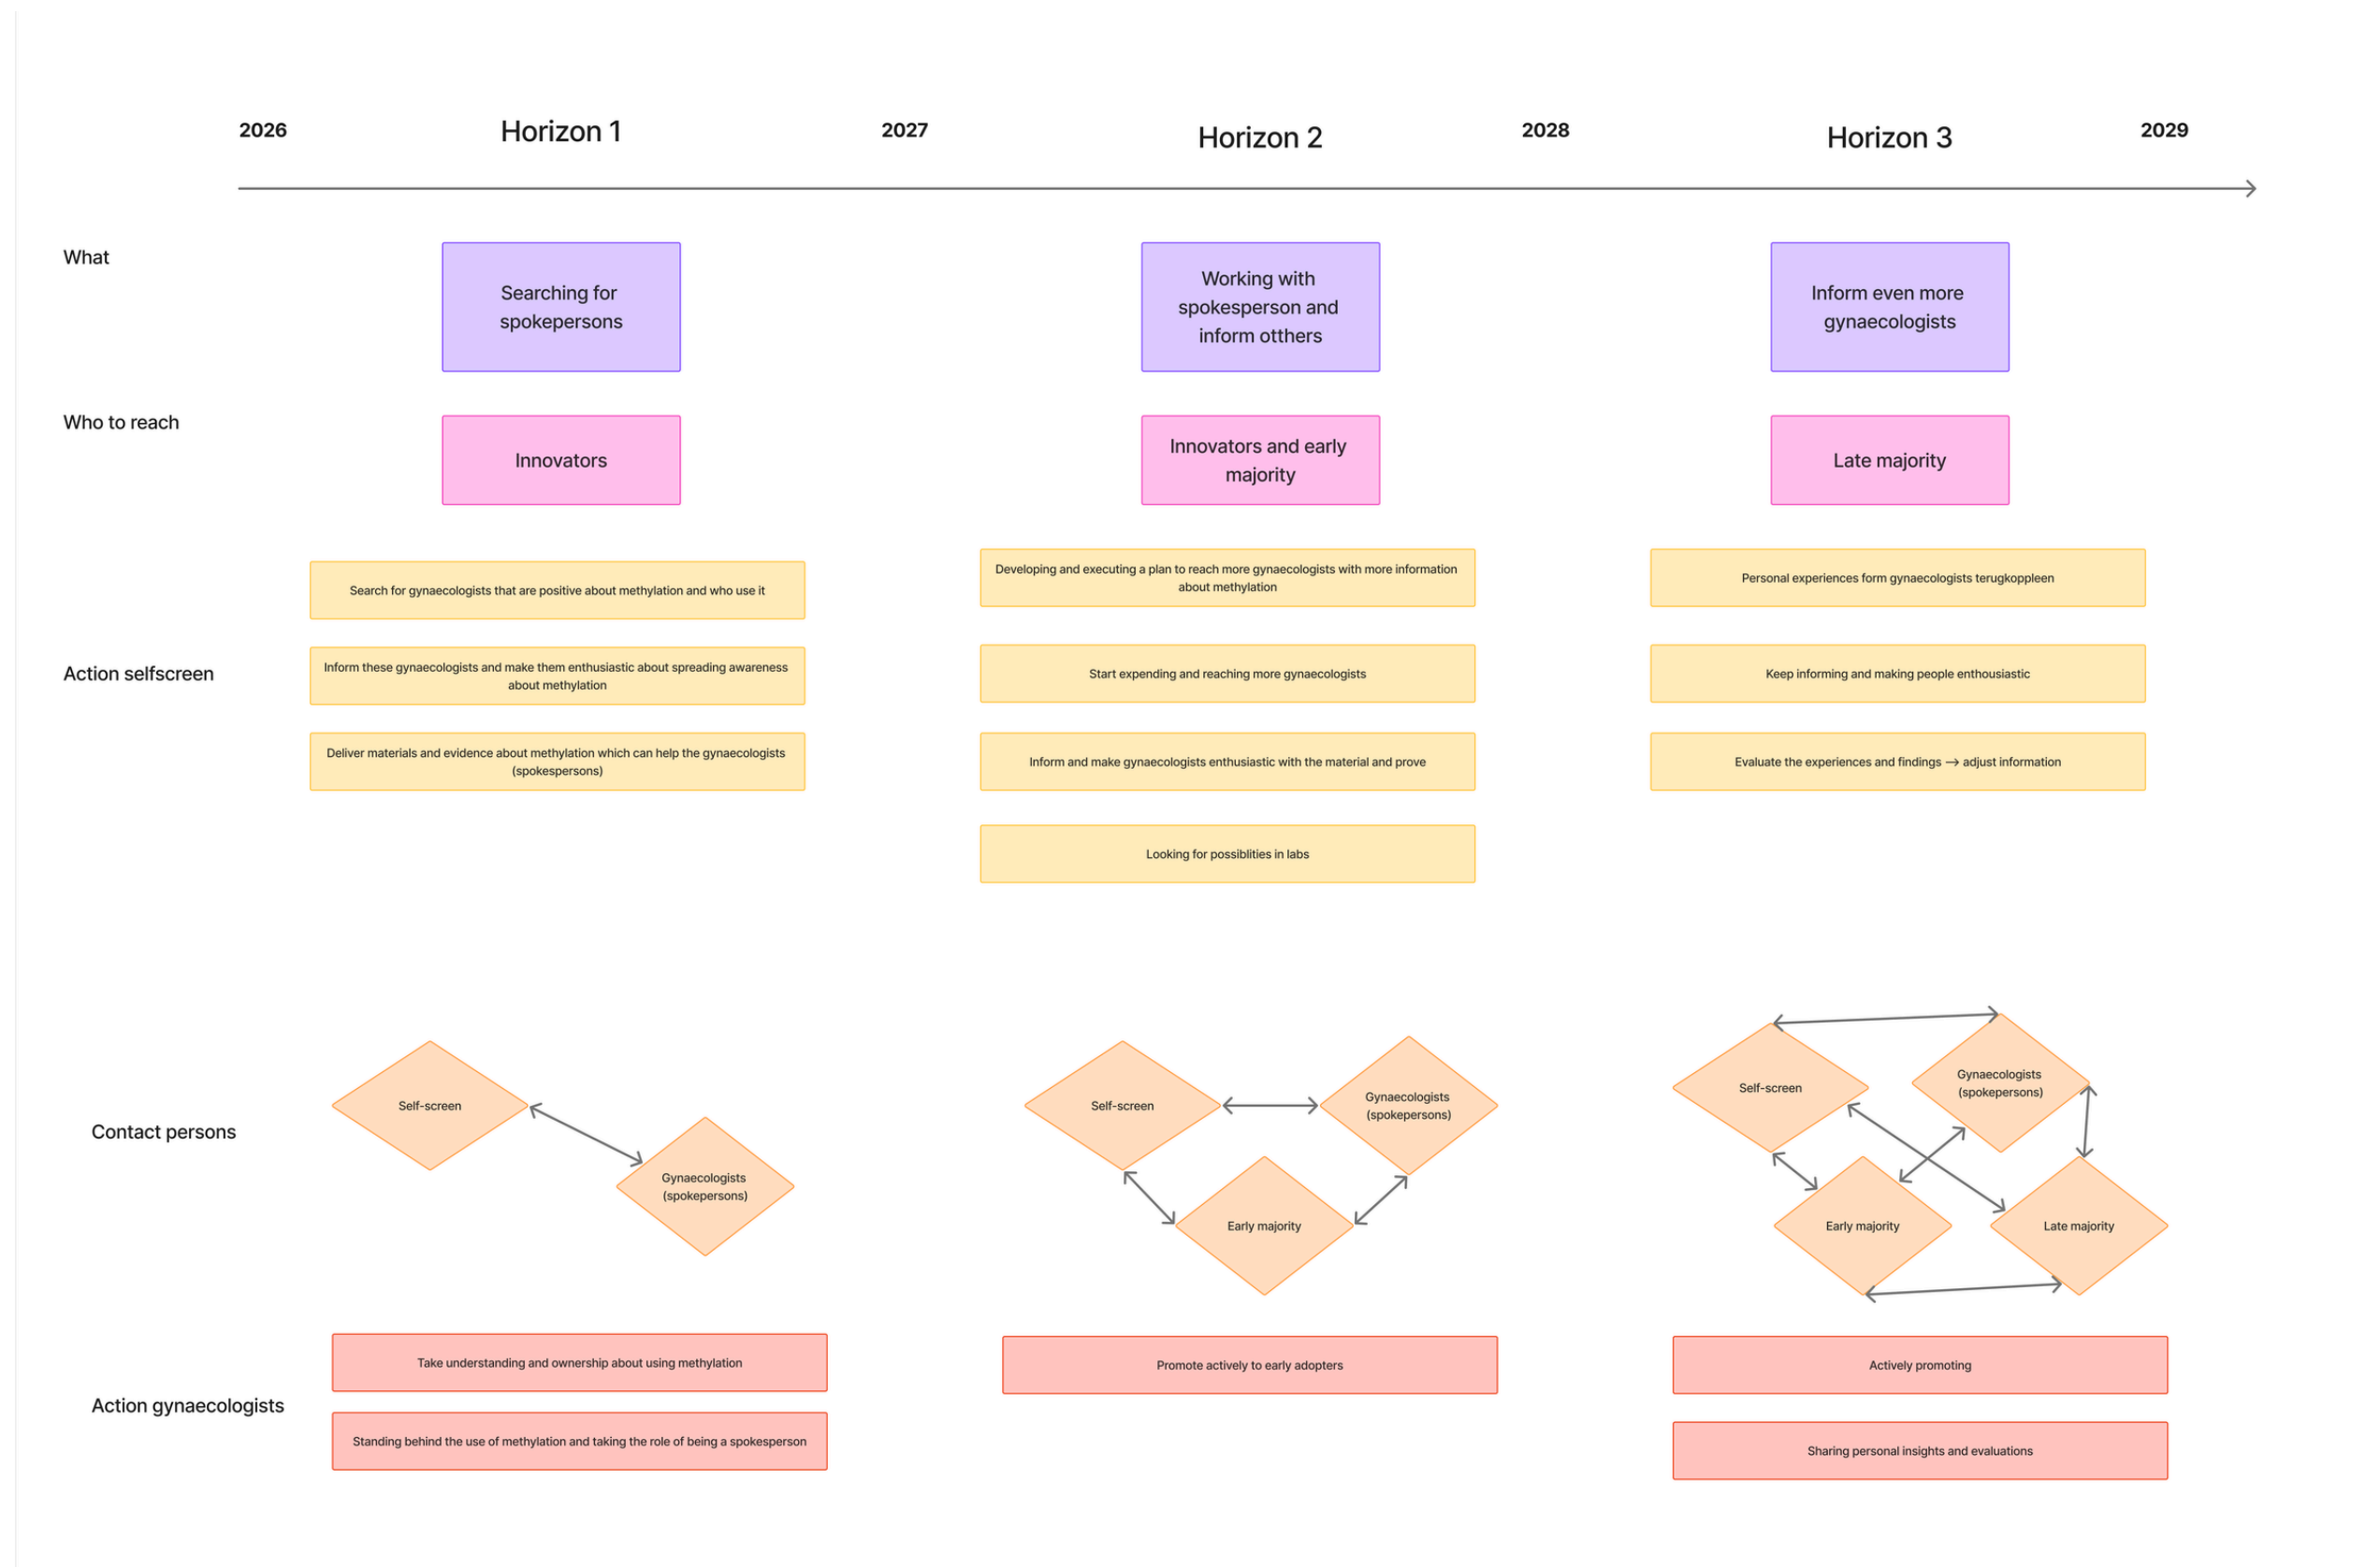 2026
Horizon 1
2027
Horizon 2
2028
Horizon 3
2029
What
Searching for
spokepersons
Working with
spokesperson and
inform otthers
Inform even more
gynaecologists
Who to reach
Innovators
Innovators and early
majority
Late majority
Action selfscreen
Search for gynaecologists that are positive about methylation and who use it
Inform these gynaecologists and make them enthusiastic about spreading awareness
about methylation
Deliver materials and evidence about methylation which can help the gynaecologists
(spokespersons)
Developing and executing a plan to reach more gynaecologists with more information
about methylation
Start expending and reaching more gynaecologists
Inform and make gynaecologists enthusiastic with the material and prove
Looking for possiblities in labs
Personal experiences form gynaecologists terugkoppleen
Keep informing and making people enthousiastic
Evaluate the experiences and findings → adjust information
Contact persons
Self-screen
Gynaecologists
(spokepersons)
Self-screen
Gynaecologists
(spokepersons)
Early majority
Self-screen
Gynaecologists
(spokepersons)
Early majority
Late majority
Action gynaecologists
Take understanding and ownership about using methylation
Standing behind the use of methylation and taking the role of being a spokesperson
Promote actively to early adopters
Actively promoting
Sharing personal insights and evaluations